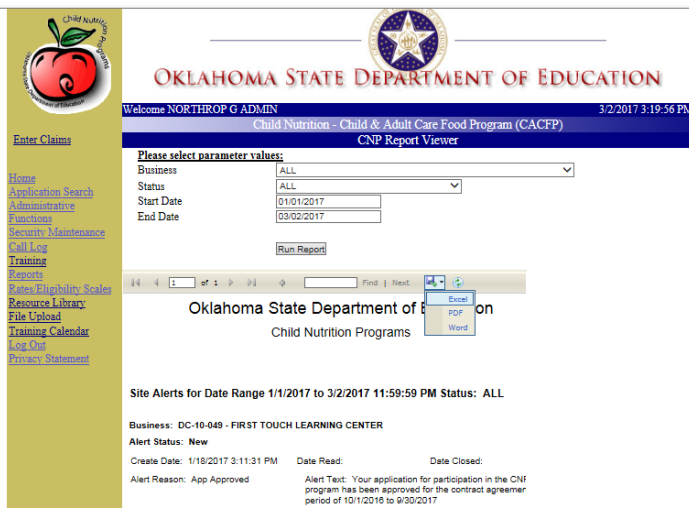 Child Nutrition Programs
Oklahoma State Department of Education
OKLAHOMA STATE DEPARTMENT OF EDUCATION
Welcome NORTHROP G ADMIN 3/2/2017 3:19:56 PM
Child Nutrition - Child & Adult Care Food Program (CACFP)
CNP Report Viewer
Enter Claims
Home
Application Search
Administrative
Functions
Security Maintenance
Call Log
Training
Reports
Rates/Eligibility Scales
Resource Library
File Upload
Training Calendar
Log Out
Privacy Statement
Please select parameter values:
Business ALL
Status ALL
Start Date 01/01/2017
End Date 03/02/2017
Run Report
1 of 1 Find | Next
Excel
PDF
Word
Oklahoma State Department of E on
Child Nutrition Programs
Site Alerts for Date Range 1/1/2017 to 3/2/2017 11:59:59 PM Status: ALL
Business: DC-10-049 - FIRST TOUCH LEARNING CENTER
Alert Status: New
Create Date: 1/18/2017 3:11:31 PM Date Read: Date Closed:
Alert Reason: App Approved Alert Text: Your application for participation in the CNF
program has been approved for the contract agreemen
period of 10/1/2016 to 9/30/2017